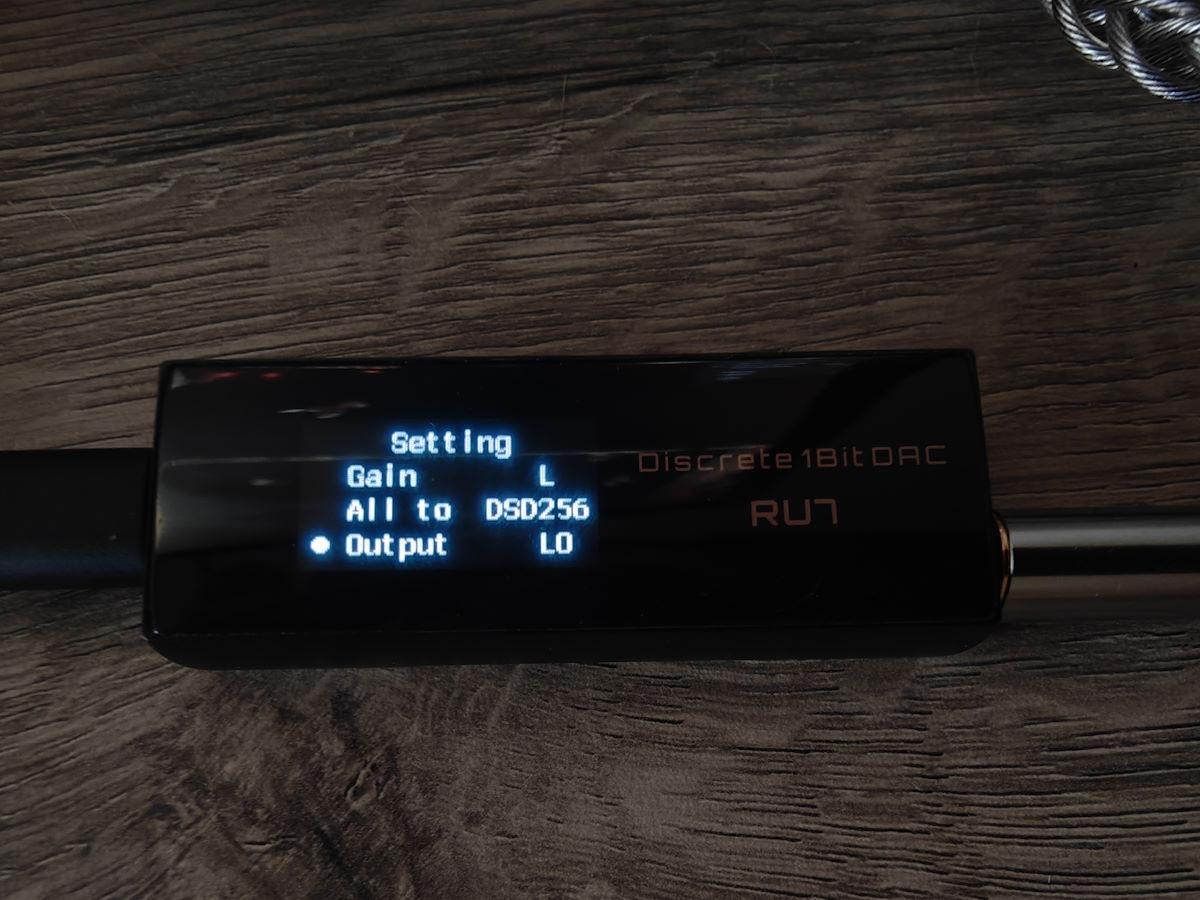 Setting
Gain L
All to DSD256
Output LO
Discrete 1Bit DAC
RU7